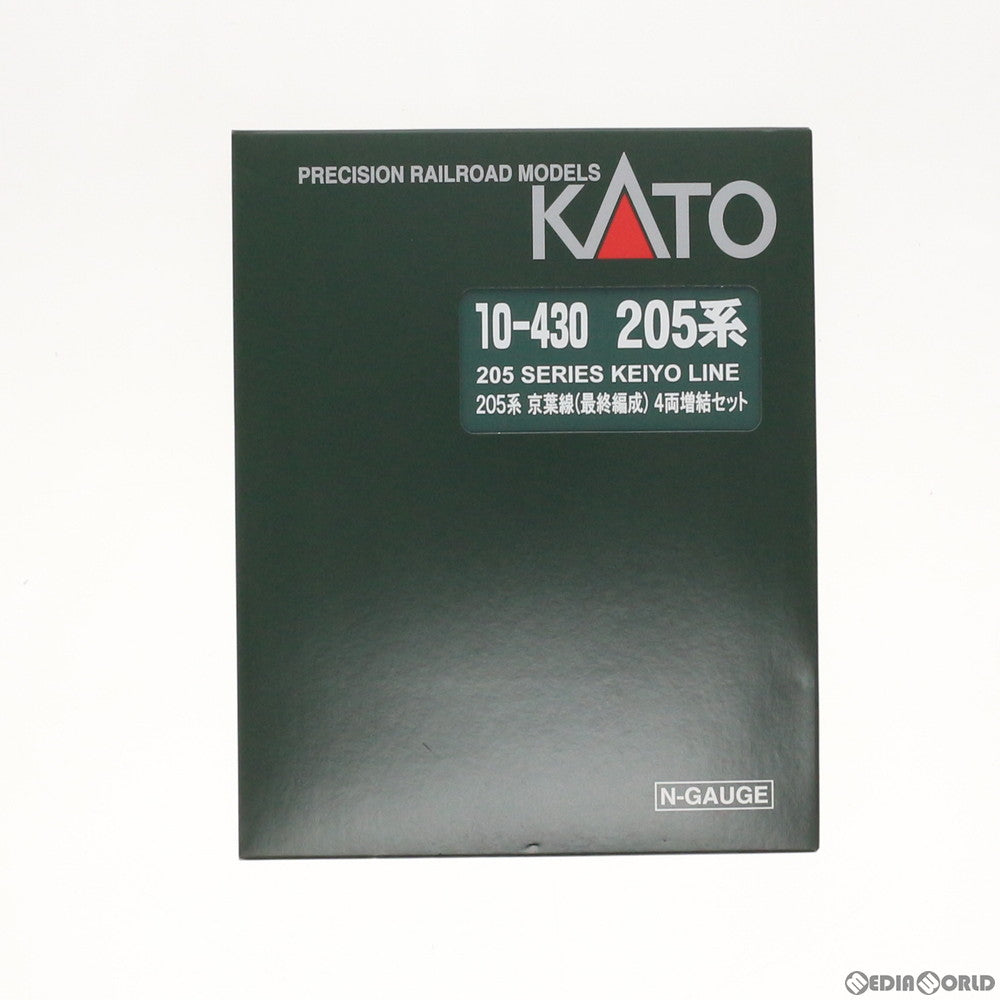 PRECISION RAILROAD MODELS
KATO
10-430 205系
205 SERIES KEIYO LINE
205系 京葉線(最終編成) 4両増結セット
N-GAUGE
MEDIAWORLD